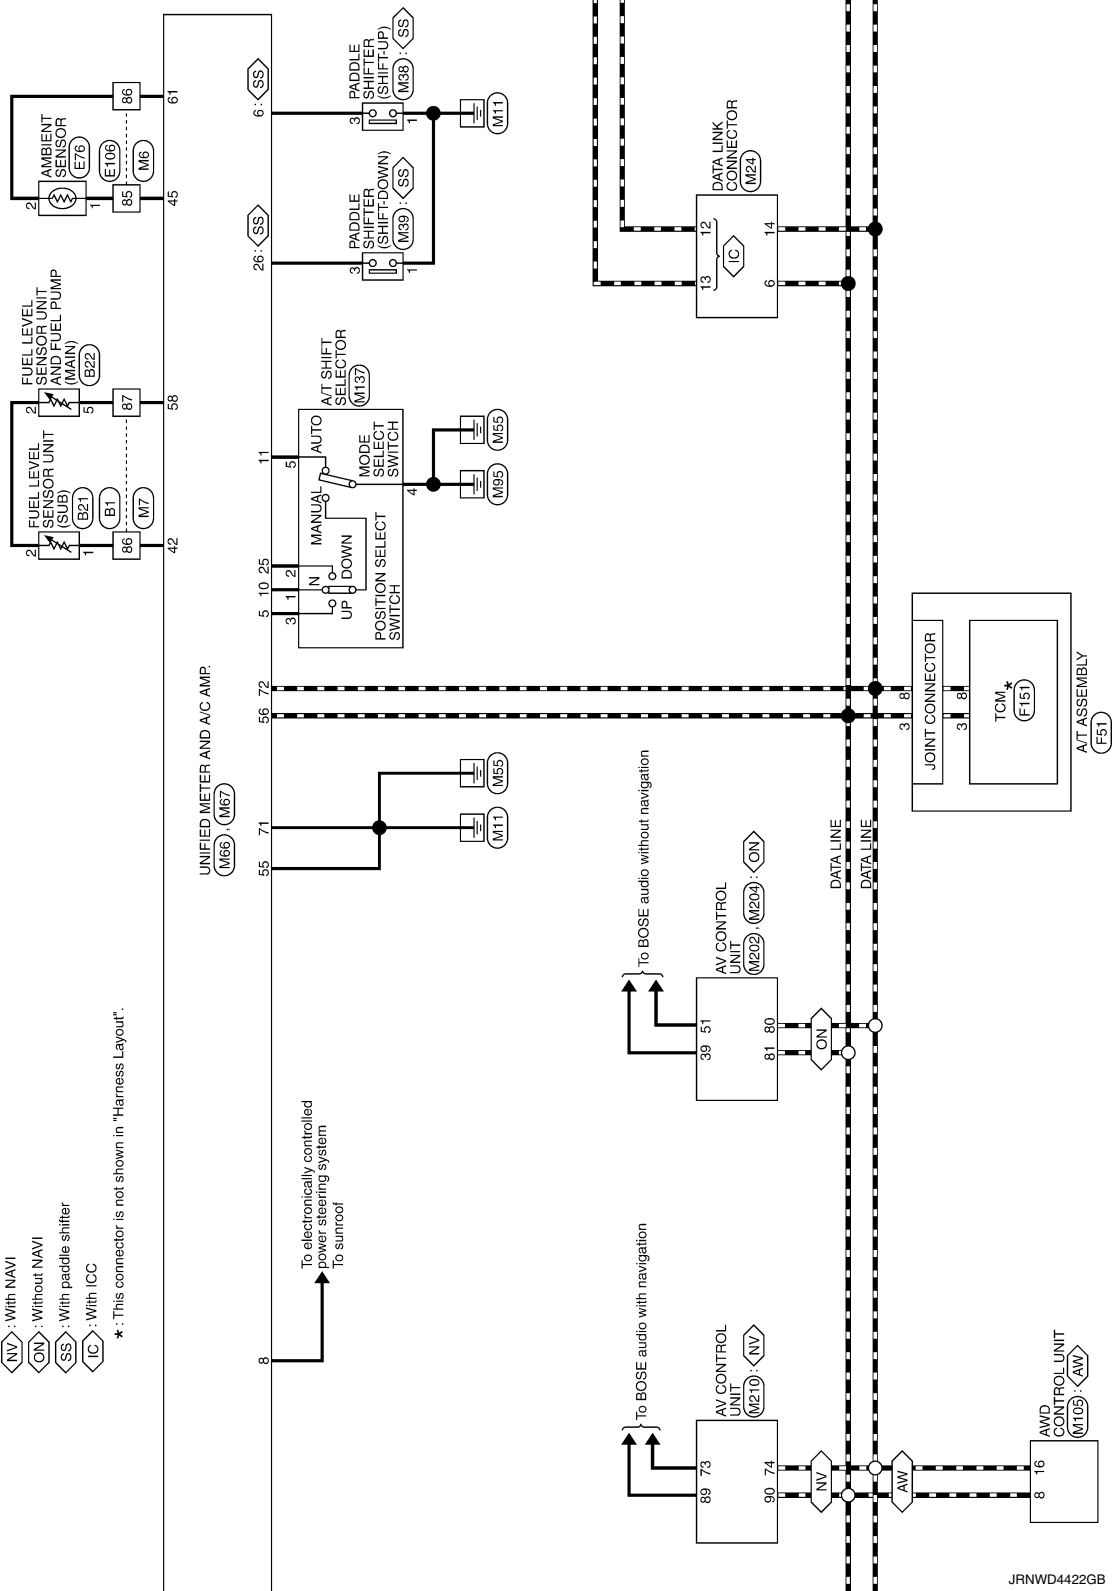 NV : With NAVI
ON : Without NAVI
SS : With paddle shifter
IC : With ICC
* : This connector is not shown in "Harness Layout".
FUEL LEVEL
SENSOR UNIT
(SUB)
B21
2
1
B1
86
M7
42
FUEL LEVEL
SENSOR UNIT
AND FUEL PUMP
(MAIN)
B22
2
5
87
58
AMBIENT
SENSOR
E76
2
1
E106
85
M6
45
86
61
UNIFIED METER AND A/C AMP.
M66 , M67
8
To electronically controlled
power steering system
To sunroof
55
71
M11
M55
56
72
5
10
25
11
3
1
2
5
UP
N
DOWN
MANUAL
AUTO
POSITION SELECT
SWITCH
MODE
SELECT
SWITCH
4
A/T SHIFT
SELECTOR
M137
M95
M55
26 : SS
6 : SS
3
1
PADDLE
SHIFTER
(SHIFT-DOWN)
M39 : SS
3
1
PADDLE
SHIFTER
(SHIFT-UP)
M38 : SS
M11
To BOSE audio with navigation
AV CONTROL
UNIT
M210 : NV
89
73
90
74
NV
To BOSE audio without navigation
AV CONTROL
UNIT
M202 , M204 : ON
39
51
81
80
ON
DATA LINE
DATA LINE
DATA LINK
CONNECTOR
M24
13
12
IC
6
14
AW
AWD
CONTROL UNIT
M105 : AW
8
16
3
8
JOINT CONNECTOR
3
8
TCM*
F151
A/T ASSEMBLY
F51
JRNWD4422GB